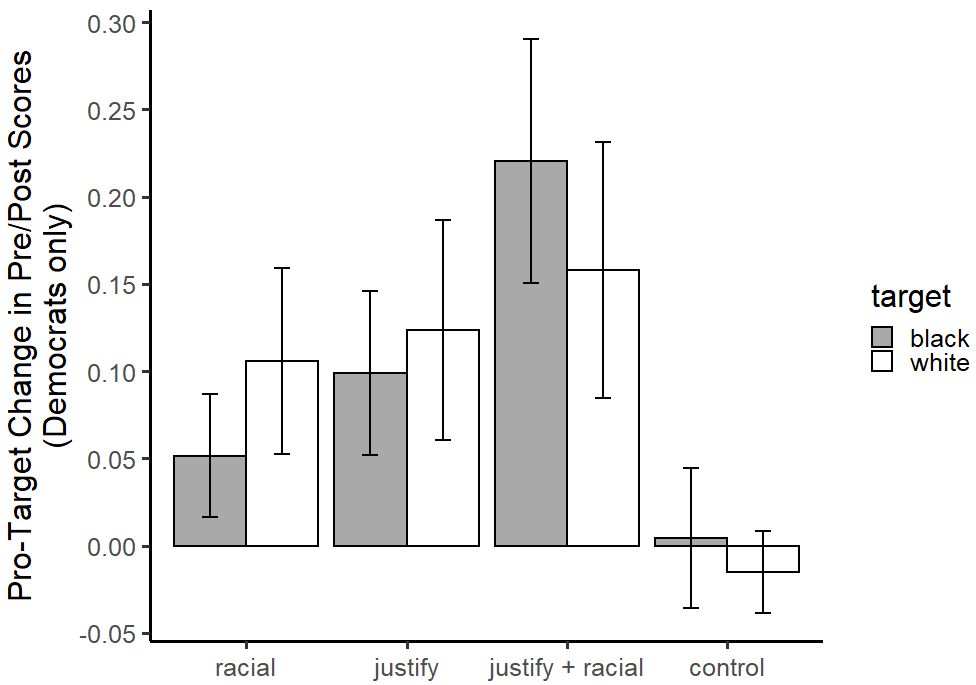 Pro-Target Change in Pre/Post Scores
(Democrats only)
0.30
0.25
0.20
0.15
0.10
0.05
0.00
-0.05
racial justify justify + racial control
target
black
white